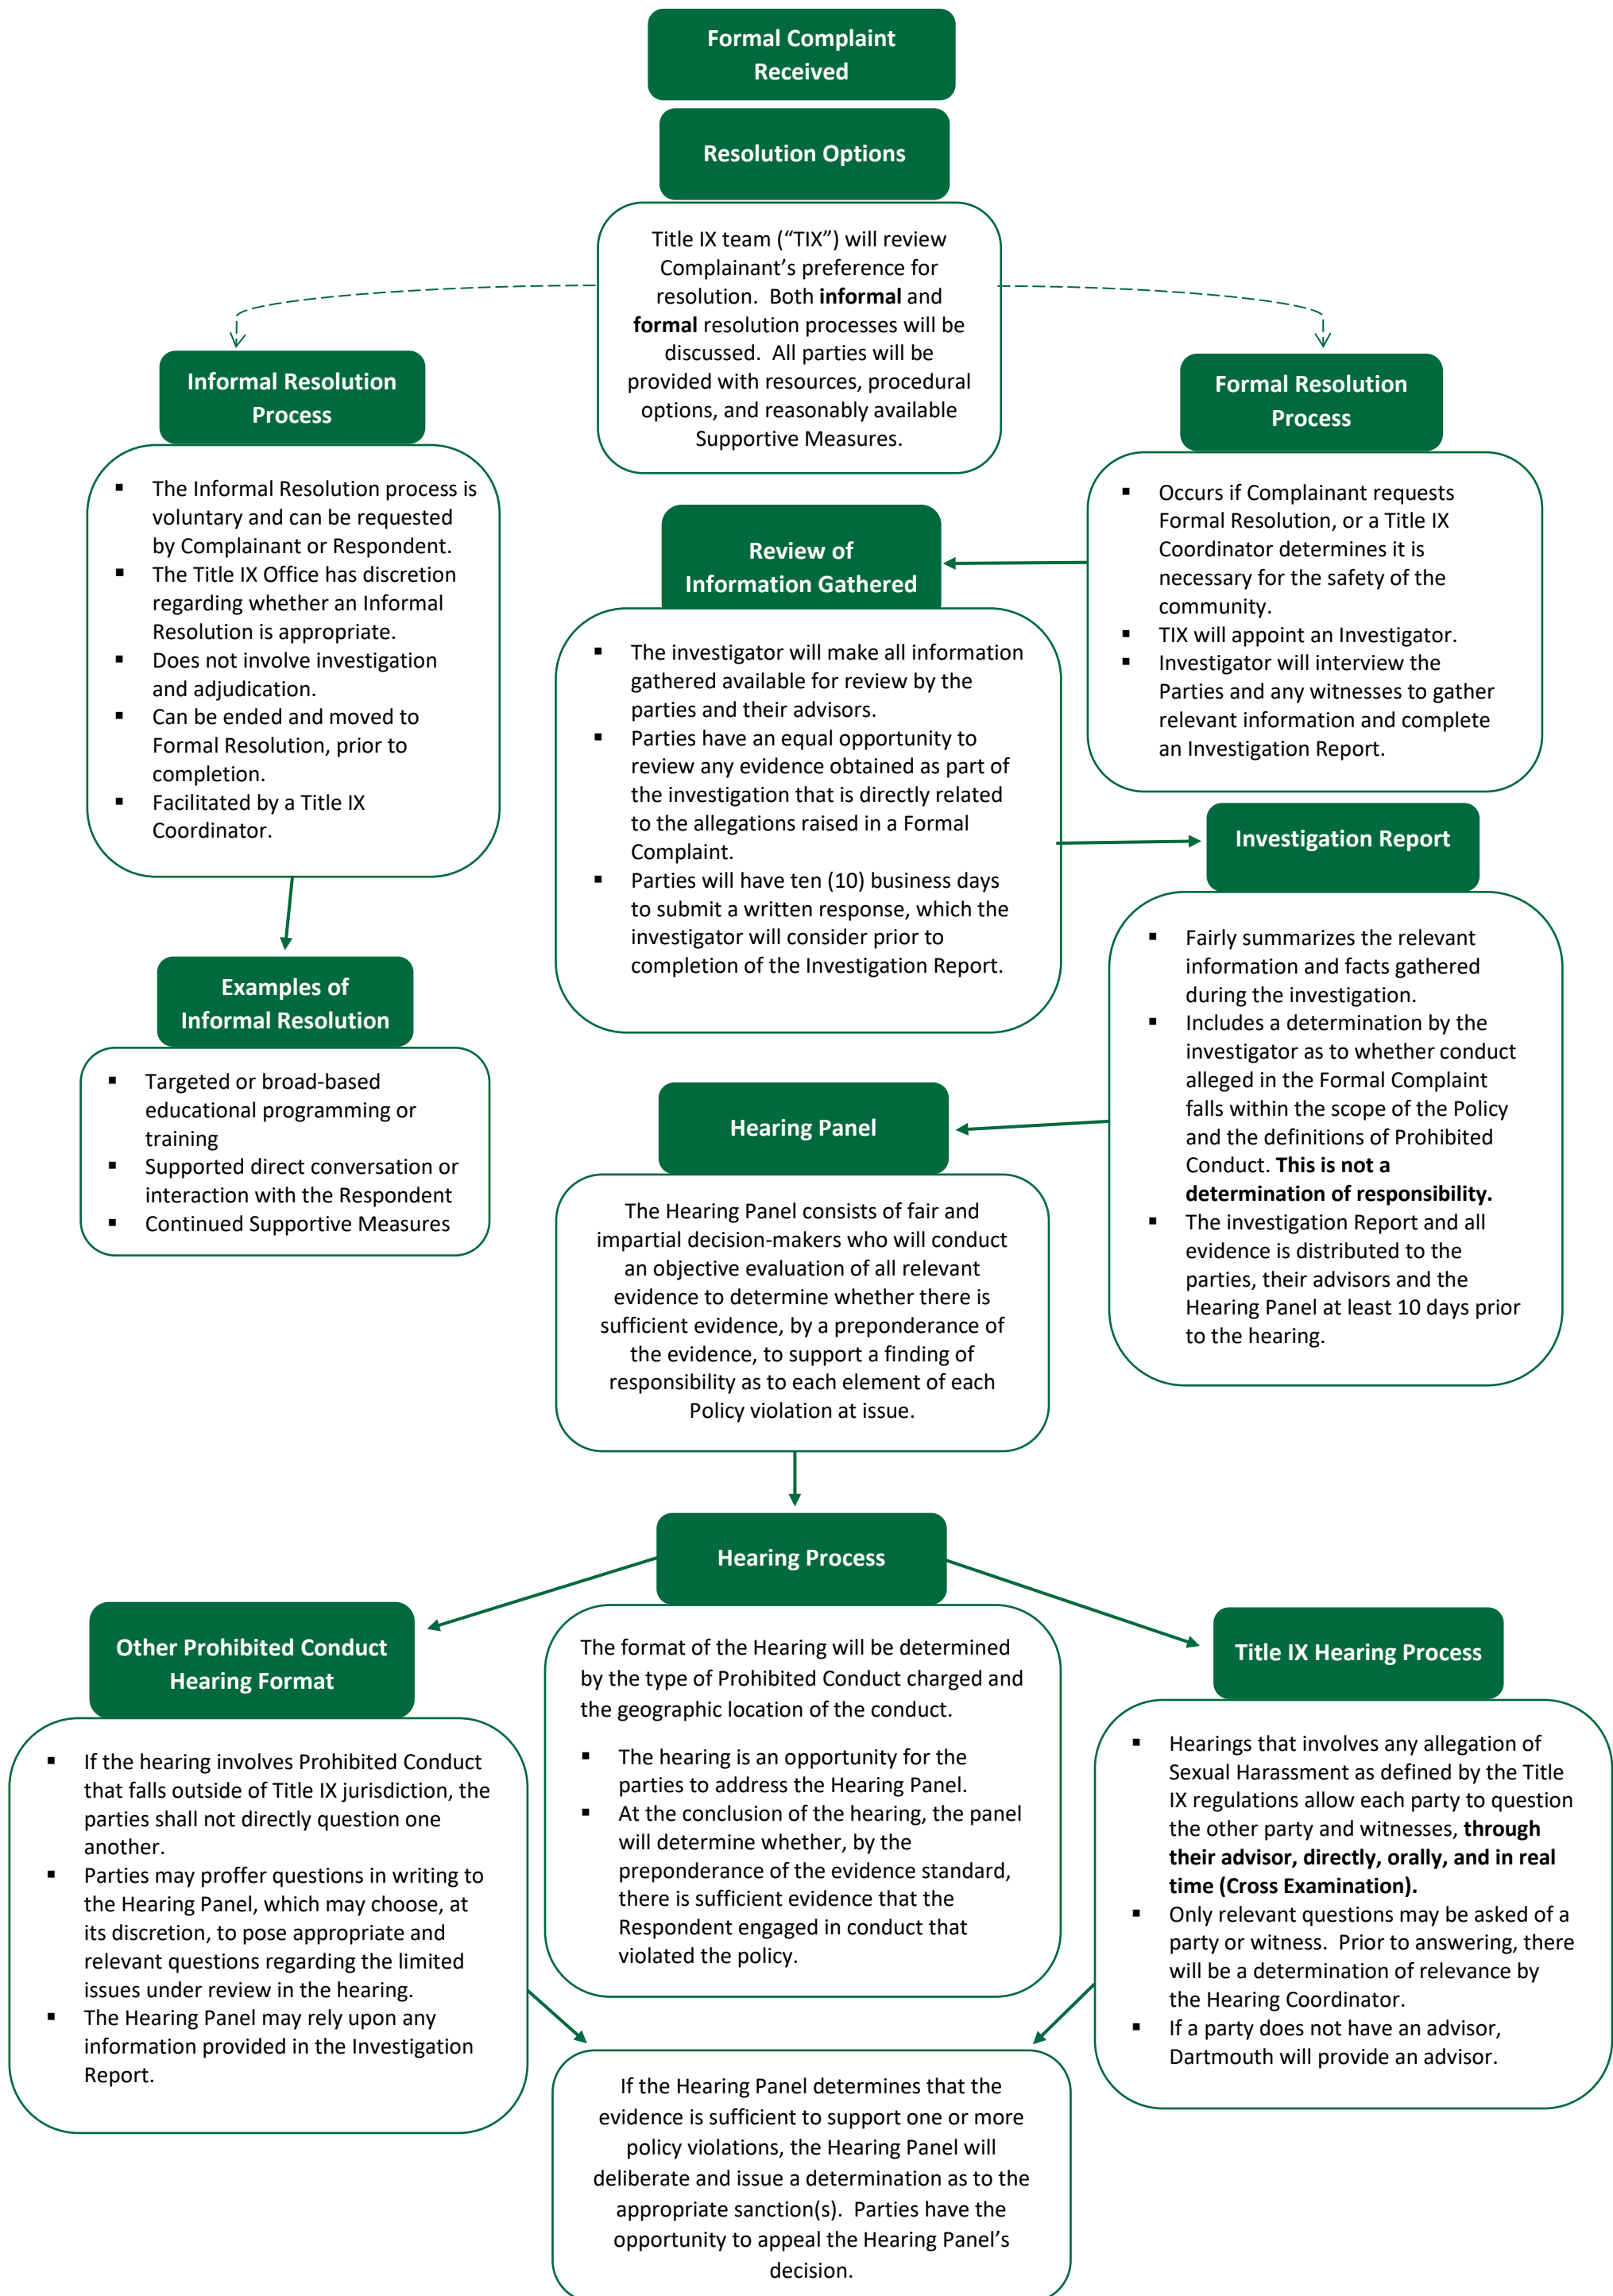 Formal Complaint
Received
Resolution Options
Title IX team (“TIX”) will review
Complainant’s preference for
resolution.  Both informal and
formal resolution processes will be
discussed.  All parties will be
provided with resources, procedural
options, and reasonably available
Supportive Measures.
Informal Resolution
Process
▪ The Informal Resolution process is
voluntary and can be requested
by Complainant or Respondent.
▪ The Title IX Office has discretion
regarding whether an Informal
Resolution is appropriate.
▪ Does not involve investigation
and adjudication.
▪ Can be ended and moved to
Formal Resolution, prior to
completion.
▪ Facilitated by a Title IX
Coordinator.
Examples of
Informal Resolution
▪ Targeted or broad-based
educational programming or
training
▪ Supported direct conversation or
interaction with the Respondent
▪ Continued Supportive Measures
Formal Resolution
Process
▪ Occurs if Complainant requests
Formal Resolution, or a Title IX
Coordinator determines it is
necessary for the safety of the
community.
▪ TIX will appoint an Investigator.
▪ Investigator will interview the
Parties and any witnesses to gather
relevant information and complete
an Investigation Report.
Review of
Information Gathered
▪ The investigator will make all information
gathered available for review by the
parties and their advisors.
▪ Parties have an equal opportunity to
review any evidence obtained as part of
the investigation that is directly related
to the allegations raised in a Formal
Complaint.
▪ Parties will have ten (10) business days
to submit a written response, which the
investigator will consider prior to
completion of the Investigation Report.
Investigation Report
▪ Fairly summarizes the relevant
information and facts gathered
during the investigation.
▪ Includes a determination by the
investigator as to whether conduct
alleged in the Formal Complaint
falls within the scope of the Policy
and the definitions of Prohibited
Conduct. This is not a
determination of responsibility.
▪ The investigation Report and all
evidence is distributed to the
parties, their advisors and the
Hearing Panel at least 10 days prior
to the hearing.
Hearing Panel
The Hearing Panel consists of fair and
impartial decision-makers who will conduct
an objective evaluation of all relevant
evidence to determine whether there is
sufficient evidence, by a preponderance of
the evidence, to support a finding of
responsibility as to each element of each
Policy violation at issue.
Hearing Process
The format of the Hearing will be determined
by the type of Prohibited Conduct charged and
the geographic location of the conduct.
▪ The hearing is an opportunity for the
parties to address the Hearing Panel.
▪ At the conclusion of the hearing, the panel
will determine whether, by the
preponderance of the evidence standard,
there is sufficient evidence that the
Respondent engaged in conduct that
violated the policy.
Other Prohibited Conduct
Hearing Format
▪ If the hearing involves Prohibited Conduct
that falls outside of Title IX jurisdiction, the
parties shall not directly question one
another.
▪ Parties may proffer questions in writing to
the Hearing Panel, which may choose, at
its discretion, to pose appropriate and
relevant questions regarding the limited
issues under review in the hearing.
▪ The Hearing Panel may rely upon any
information provided in the Investigation
Report.
Title IX Hearing Process
▪ Hearings that involves any allegation of
Sexual Harassment as defined by the Title
IX regulations allow each party to question
the other party and witnesses, through
their advisor, directly, orally, and in real
time (Cross Examination).
▪ Only relevant questions may be asked of a
party or witness.  Prior to answering, there
will be a determination of relevance by
the Hearing Coordinator.
▪ If a party does not have an advisor,
Dartmouth will provide an advisor.
If the Hearing Panel determines that the
evidence is sufficient to support one or more
policy violations, the Hearing Panel will
deliberate and issue a determination as to the
appropriate sanction(s).  Parties have the
opportunity to appeal the Hearing Panel’s
decision.